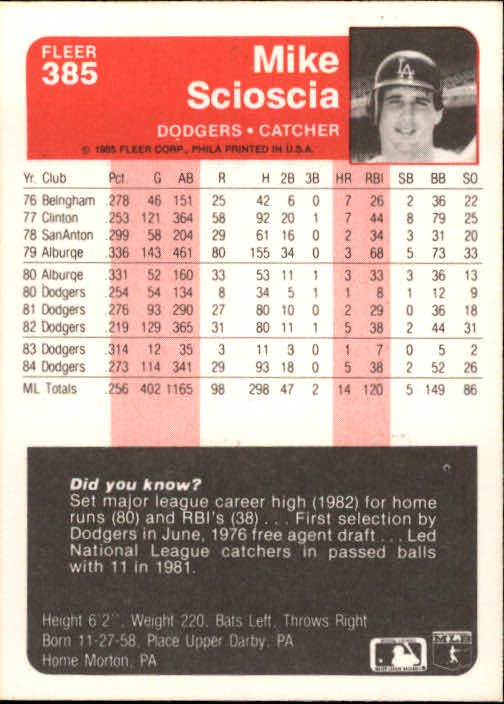 FLEER
385
Mike
Scioscia
DODGERS • CATCHER
© 1985 FLEER CORP., PHILA PRINTED IN U.S.A.
LA
Yr. Club Pct. G AB R H 2B 3B HR RBI SB BB SO
76 Belngham .278 46 151 25 42 6 0 7 26 2 36 22
77 Clinton .253 121 364 58 92 20 1 7 44 8 79 25
78 SanAnton .299 58 204 29 61 16 0 2 34 3 31 20
79 Alburqe .336 143 461 80 155 34 0 3 68 5 73 33
80 Alburqe .331 52 160 33 53 11 1 3 33 3 36 13
80 Dodgers .254 54 134 8 34 5 1 1 8 1 12 9
81 Dodgers .276 93 290 27 80 10 0 2 29 0 36 18
82 Dodgers .219 129 365 31 80 11 1 5 38 2 44 31
83 Dodgers .314 12 35 3 11 3 0 1 7 0 5 2
84 Dodgers .273 114 341 29 93 18 0 5 38 2 52 26
ML Totals .256 402 1165 98 298 47 2 14 120 5 149 86
Did you know?
Set major league career high (1982) for home
runs (80) and RBI's (38) . . . First selection by
Dodgers in June, 1976 free agent draft . . . Led
National League catchers in passed balls
with 11 in 1981.
Height 6'2". Weight 220. Bats Left, Throws Right
Born 11-27-58, Place Upper Darby, PA
Home Morton, PA
MLB